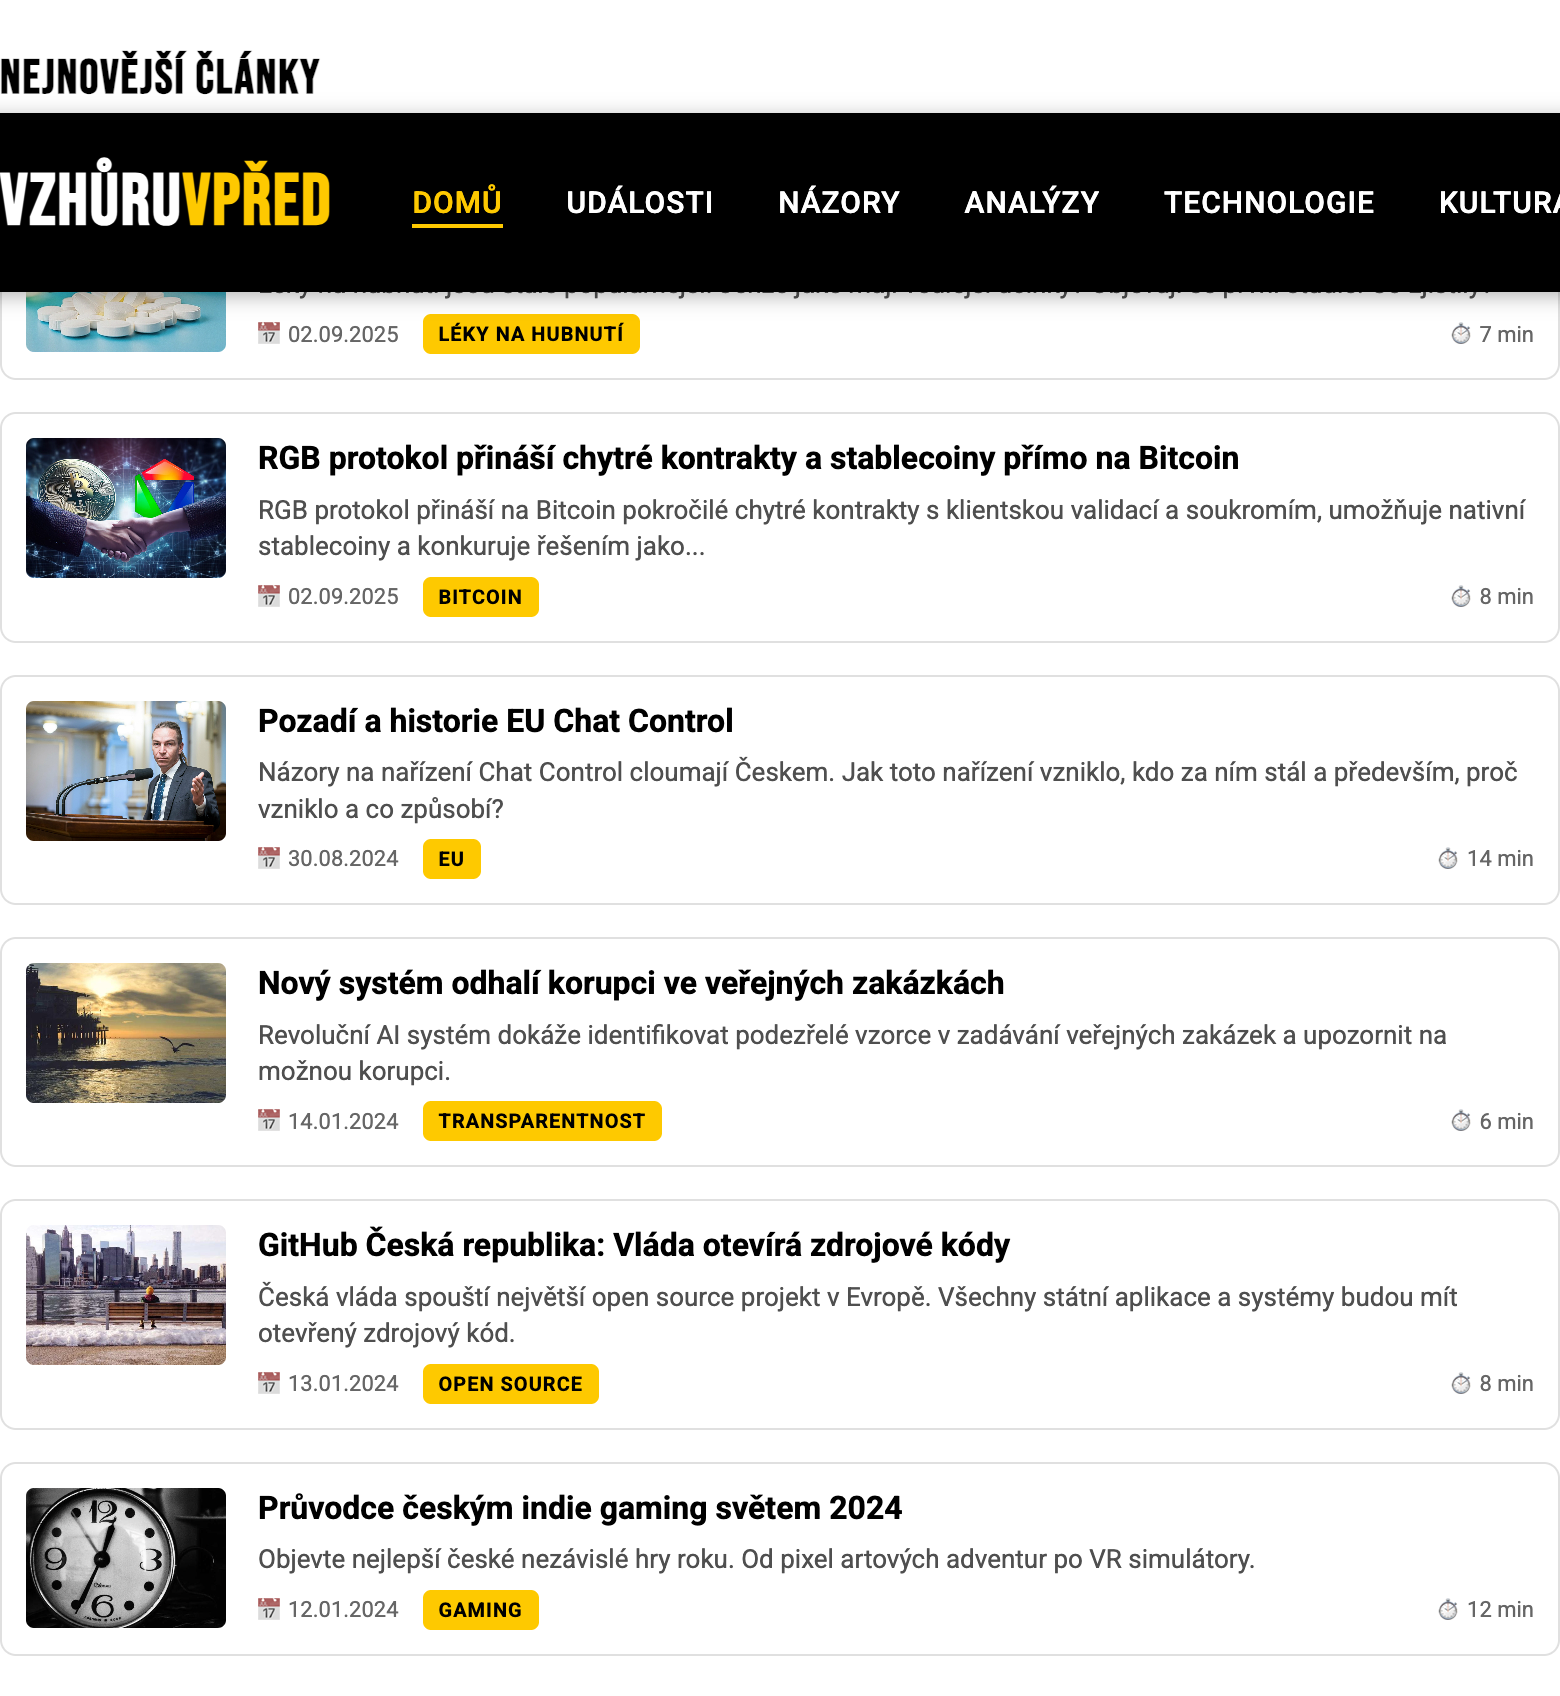 NEJNOVĚJŠÍ ČLÁNKY
VZHŮRUVPŘED
DOMŮ
UDÁLOSTI
NÁZORY
ANALÝZY
TECHNOLOGIE
KULTURA
02.09.2025
LÉKY NA HUBNUTÍ
7 min
RGB protokol přináší chytré kontrakty a stablecoiny přímo na Bitcoin
RGB protokol přináší na Bitcoin pokročilé chytré kontrakty s klientskou validací a soukromím, umožňuje nativní
stablecoiny a konkuruje řešením jako...
02.09.2025
BITCOIN
8 min
Pozadí a historie EU Chat Control
Názory na nařízení Chat Control cloumají Českem. Jak toto nařízení vzniklo, kdo za ním stál a především, proč
vzniklo a co způsobí?
30.08.2024
EU
14 min
Nový systém odhalí korupci ve veřejných zakázkách
Revoluční AI systém dokáže identifikovat podezřelé vzorce v zadávání veřejných zakázek a upozornit na
možnou korupci.
14.01.2024
TRANSPARENTNOST
6 min
GitHub Česká republika: Vláda otevírá zdrojové kódy
Česká vláda spouští největší open source projekt v Evropě. Všechny státní aplikace a systémy budou mít
otevřený zdrojový kód.
13.01.2024
OPEN SOURCE
8 min
Průvodce českým indie gaming světem 2024
Objevte nejlepší české nezávislé hry roku. Od pixel artových adventur po VR simulátory.
12.01.2024
GAMING
12 min